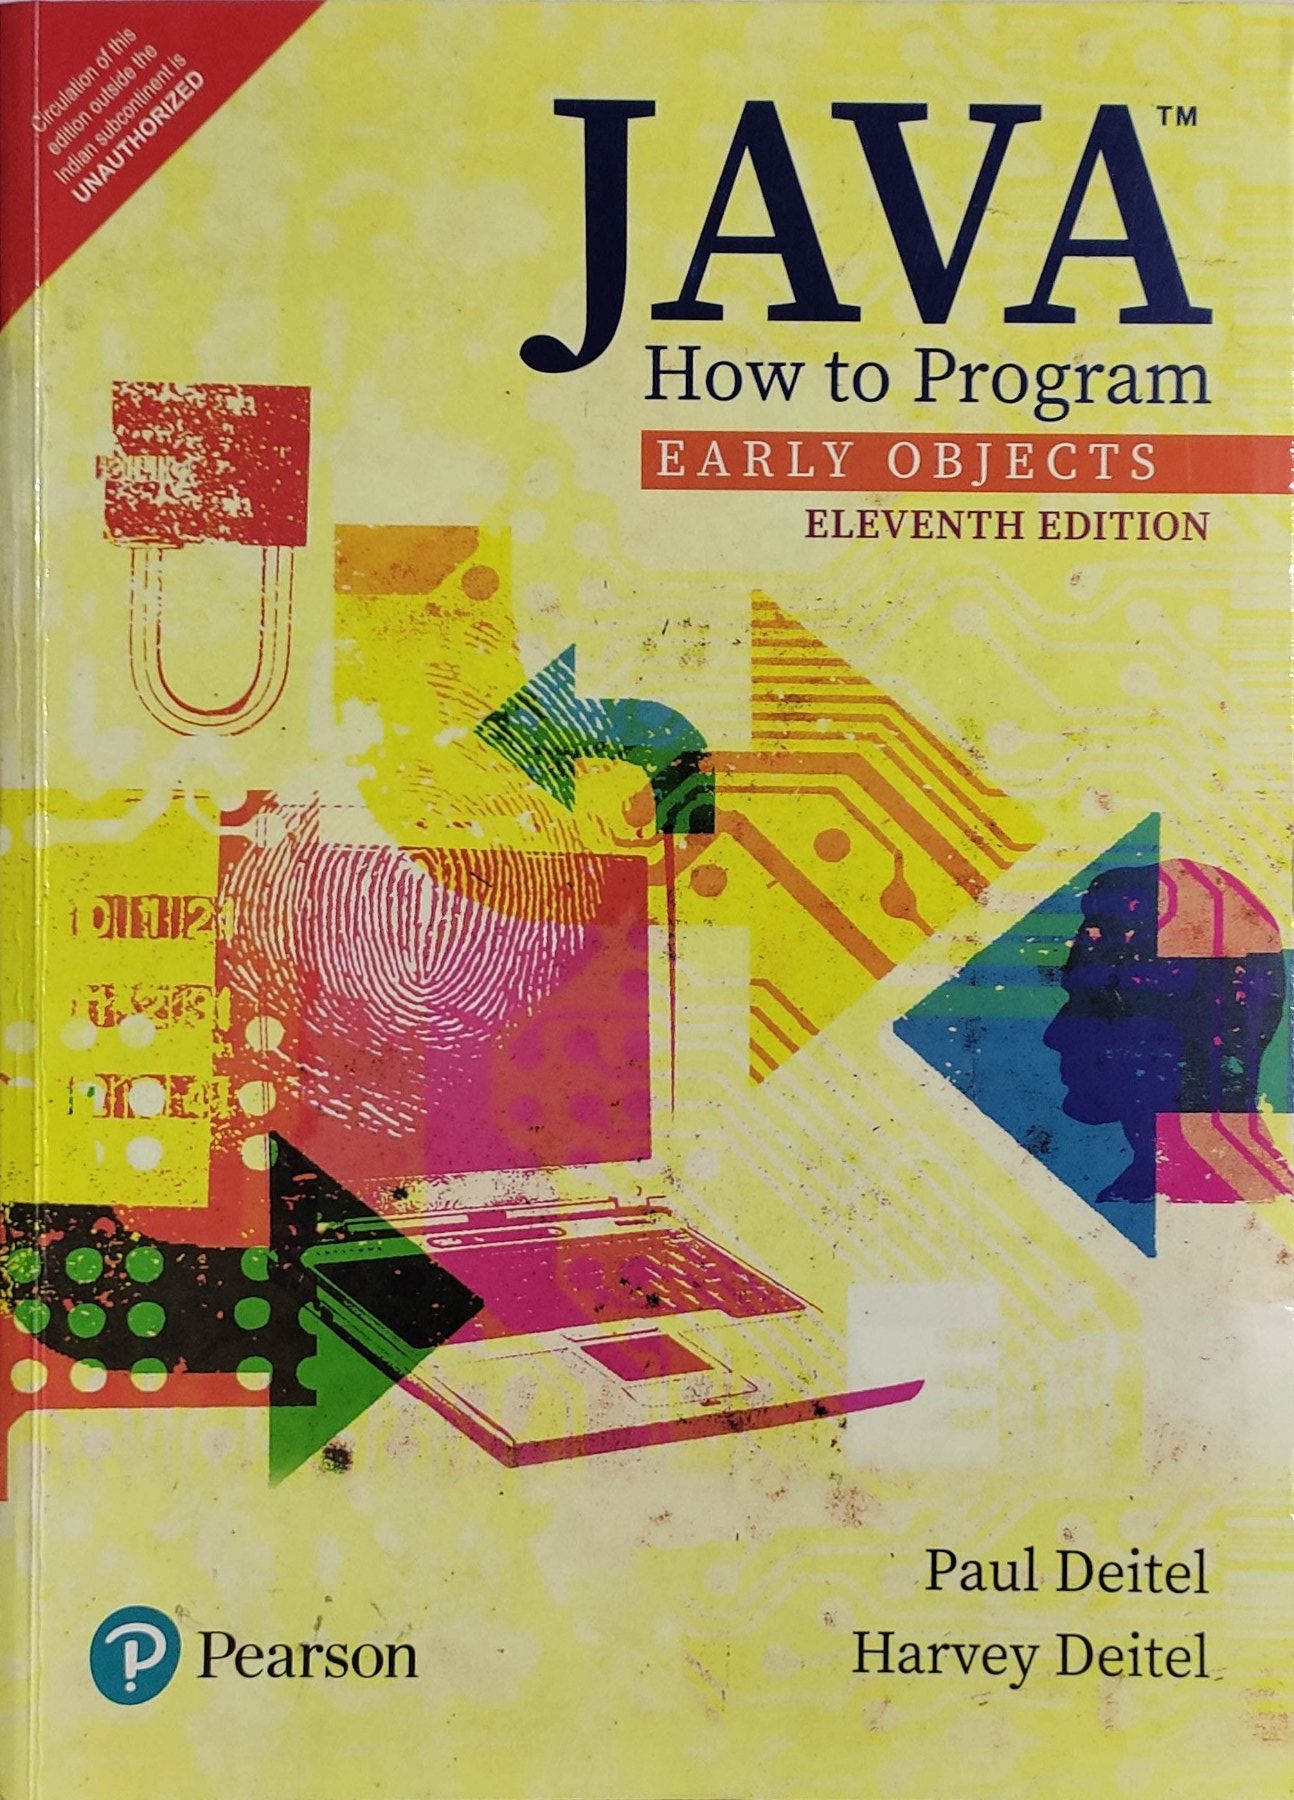 Circulation of this
edition outside the
Indian subcontinent is
UNAUTHORIZED
JAVA™
How to Program
EARLY OBJECTS
ELEVENTH EDITION
0121
Paul Deitel
Harvey Deitel
Pearson